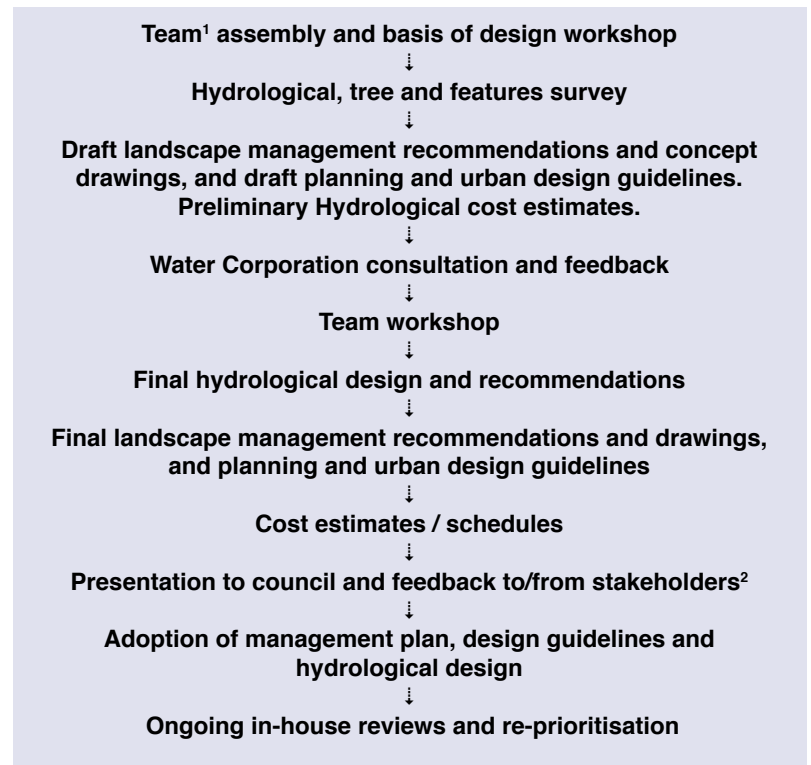 Team¹ assembly and basis of design workshop
Hydrological, tree and features survey
Draft landscape management recommendations and concept
drawings, and draft planning and urban design guidelines.
Preliminary Hydrological cost estimates.
Water Corporation consultation and feedback
Team workshop
Final hydrological design and recommendations
Final landscape management recommendations and drawings,
and planning and urban design guidelines
Cost estimates / schedules
Presentation to council and feedback to/from stakeholders²
Adoption of management plan, design guidelines and
hydrological design
Ongoing in-house reviews and re-prioritisation